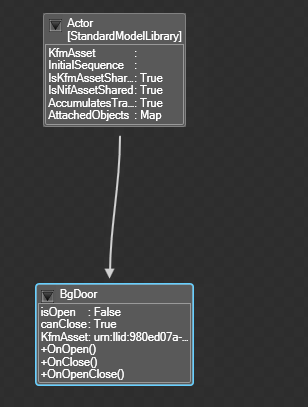 Actor
[StandardModelLibrary]
KfmAsset :
InitialSequence :
IsKfmAssetShar...: True
IsNifAssetShared: True
AccumulatesTra...: True
AttachedObjects : Map
BgDoor
isOpen : False
canClose : True
KfmAsset: urn:llid:980ed07a-...
+OnOpen()
+OnClose()
+OnOpenClose()